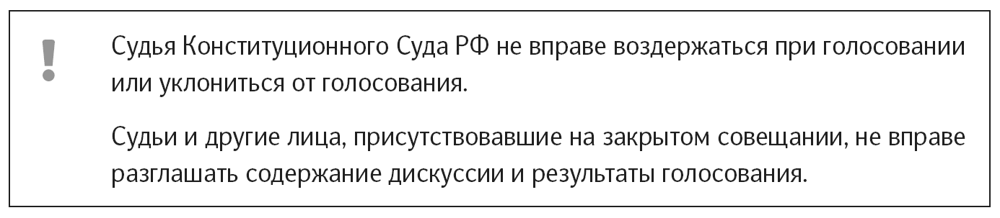 Судья Конституционного Суда РФ не вправе воздержаться при голосовании
или уклониться от голосования.
Судьи и другие лица, присутствовавшие на закрытом совещании, не вправе
разглашать содержание дискуссии и результаты голосования.